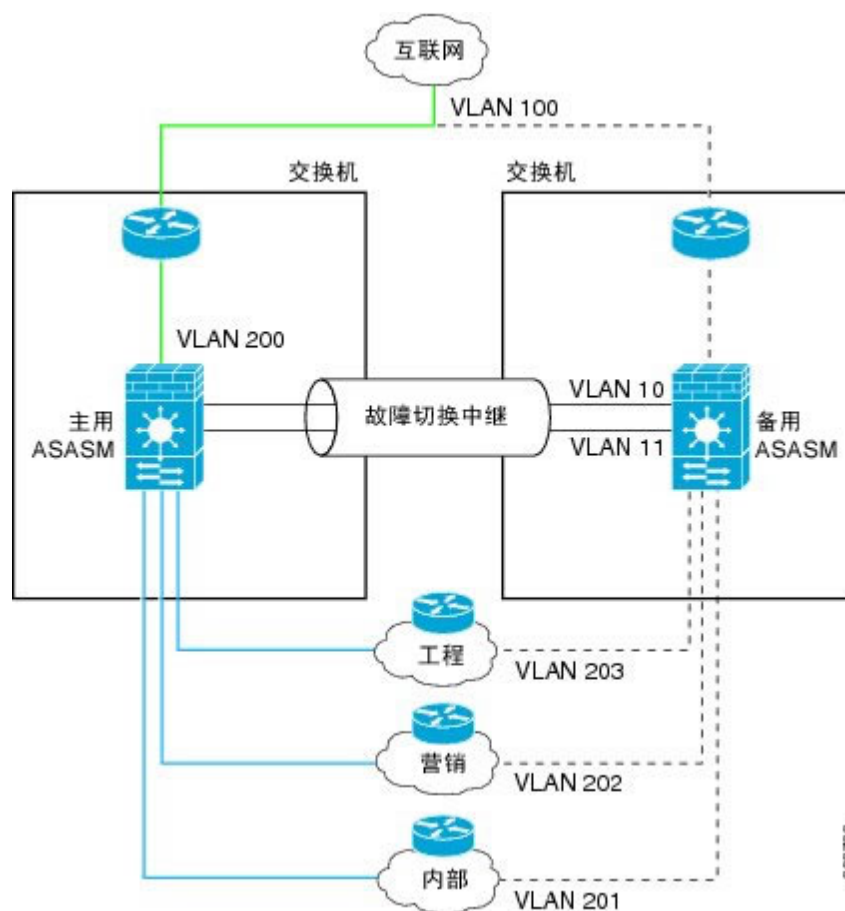 互联网
VLAN 100
交换机
交换机
VLAN 200
主用
ASASM
故障切换中继
VLAN 10
VLAN 11
备用
ASASM
工程
VLAN 203
营销
VLAN 202
内部
VLAN 201